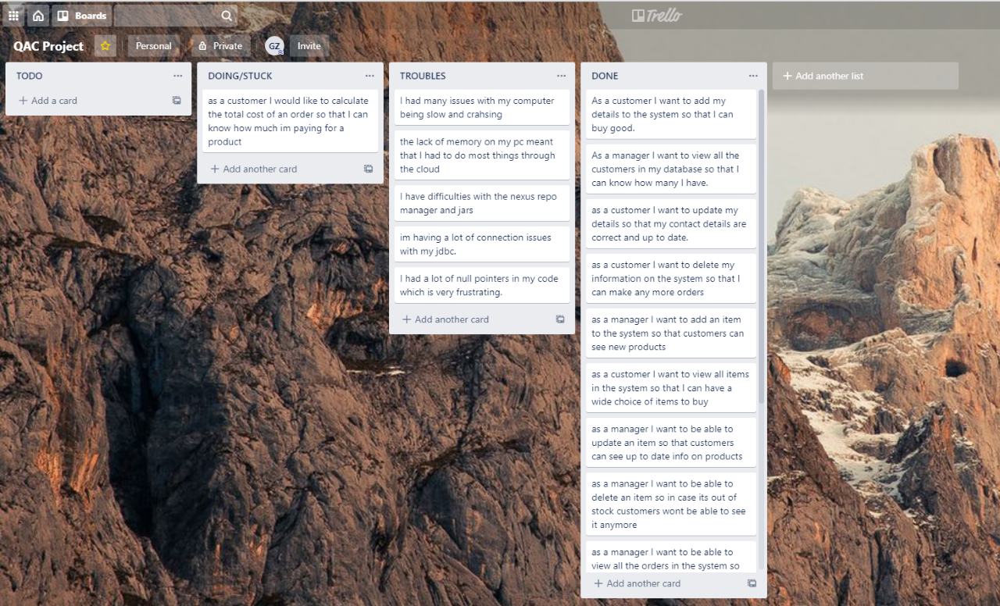 Boards
Trello
QAC Project
Personal
Private
GZ
Invite
TODO
Add a card
DOING/STUCK
as a customer I would like to calculate
the total cost of an order so that I can
know how much im paying for a
product
Add another card
TROUBLES
I had many issues with my computer
being slow and crahsing
the lack of memory on my pc meant
that I had to do most things through
the cloud
I have difficulties with the nexus repo
manager and jars
im having a lot of connection issues
with my jdbc.
I had a lot of null pointers in my code
which is very frustrating.
Add another card
DONE
As a customer I want to add my
details to the system so that I can
buy good.
As a manager I want to view all the
customers in my database so that I
can know how many I have.
as a customer I want to update my
details so that my contact details are
correct and up to date.
as a customer I want to delete my
information on the system so that I
can make any more orders
as a manager I want to add an item
to the system so that customers can
see new products
as a customer I want to view all items
in the system so that I can have a
wide choice of items to buy
as a manager I want to be able to
update an item so that customers
can see up to date info on products
as a manager I want to be able to
delete an item so in case its out of
stock customers wont be able to see
it anymore
as a manager I want to be able to
view all the orders in the system so
Add another card
Add another list